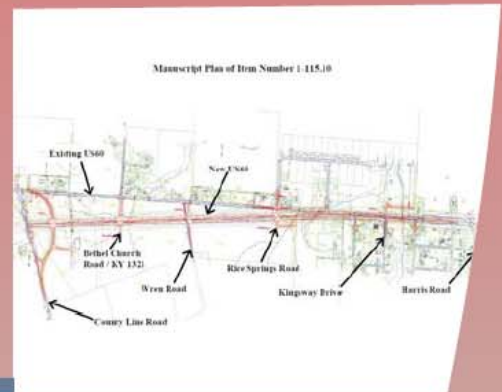 Manuscript Plan of Item Number 1-115.10
Existing US60
New US60
Bethel Church
Road / KY 1321
Wren Road
Rice Springs Road
Kingsway Drive
Harris Road
County Line Road